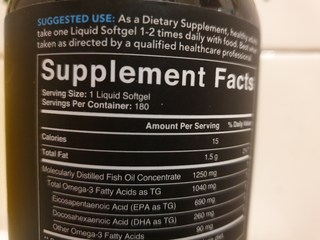 SUGGESTED USE: As a Dietary Supplement, healthy
take one Liquid Softgel 1-2 times daily with food. Best
taken as directed by a qualified healthcare professional
Supplement Facts
Serving Size: 1 Liquid Softgel
Servings Per Container: 180
Amount Per Serving % Daily
Calories 15
Total Fat 1.5 g
Molecularly Distilled Fish Oil Concentrate 1250 mg
Total Omega-3 Fatty Acids as TG 1040 mg
Eicosapentaenoic Acid (EPA as TG) 690 mg
Docosahexaenoic Acid (DHA as TG) 260 mg
Other Omega-3 Fatty Acids 90 mg